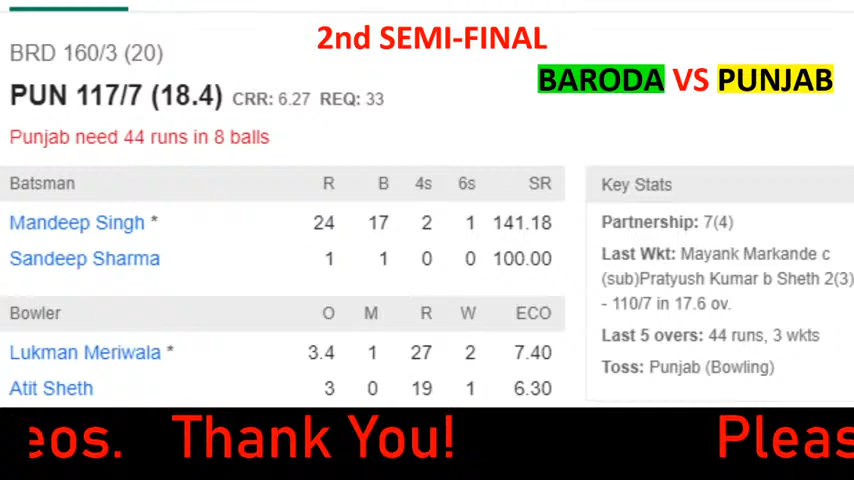 2nd SEMI-FINAL
BRD 160/3 (20)
BARODA VS PUNJAB
PUN 117/7 (18.4) CRR: 6.27 REQ: 33
Punjab need 44 runs in 8 balls
Batsman R B 4s 6s SR
Mandeep Singh * 24 17 2 1 141.18
Sandeep Sharma 1 1 0 0 100.00
Bowler O M R W ECO
Lukman Meriwala * 3.4 1 27 2 7.40
Atit Sheth 3 0 19 1 6.30
Key Stats
Partnership: 7(4)
Last Wkt: Mayank Markande c
(sub)Pratyush Kumar b Sheth 2(3)
- 110/7 in 17.6 ov.
Last 5 overs: 44 runs, 3 wkts
Toss: Punjab (Bowling)
eos. Thank You! Pleas